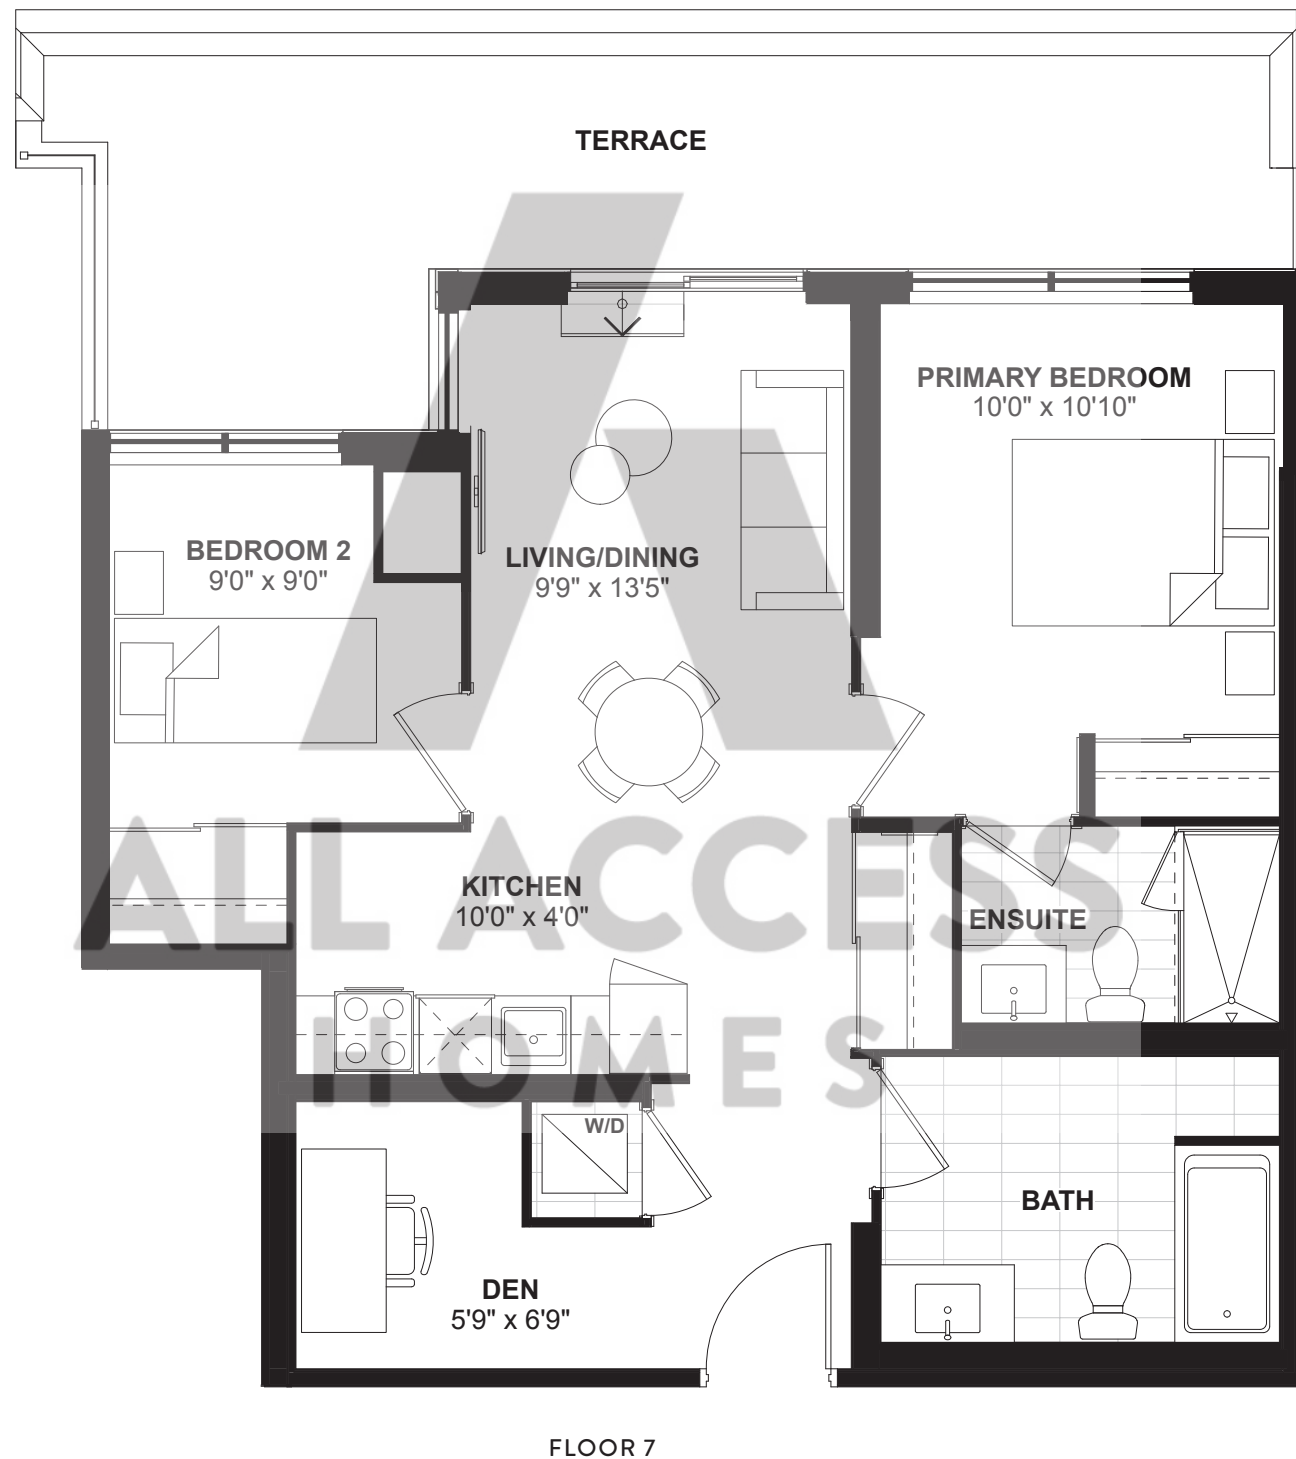 TERRACE
PRIMARY BEDROOM
10'0" x 10'10"
BEDROOM 2
9'0" x 9'0"
LIVING/DINING
9'9" x 13'5"
ALL ACCESS
HOMES
KITCHEN
10'0" x 4'0"
ENSUITE
W/D
BATH
DEN
5'9" x 6'9"
FLOOR 7